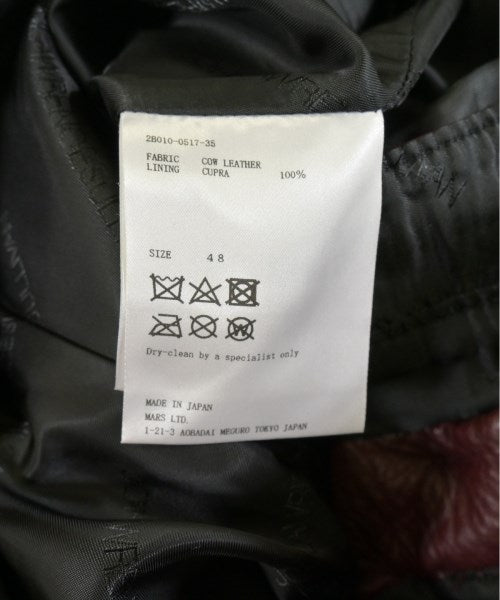 2B010-0517-35
FABRIC COW LEATHER
LINING CUPRA 100%
SIZE 48
W
Dry-clean by a specialist only
MADE IN JAPAN
MARS LTD.
1-21-3 AOBADAI MEGURO TOKYO JAPAN